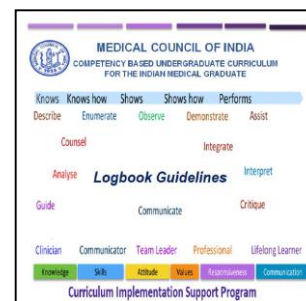 MEDICAL COUNCIL OF INDIA
COMPETENCY BASED UNDERGRADUATE CURRICULUM
FOR THE INDIAN MEDICAL GRADUATE
Knows Knows how Shows Shows how Performs
Describe Enumerate Observe Demonstrate Assist
Counsel Integrate
Analyse Logbook Guidelines Interpret
Guide Communicate Critique
Clinician Communicator Team Leader Professional Lifelong Learner
Knowledge Skills Attitude Values Responsiveness Communication
Curriculum Implementation Support Program